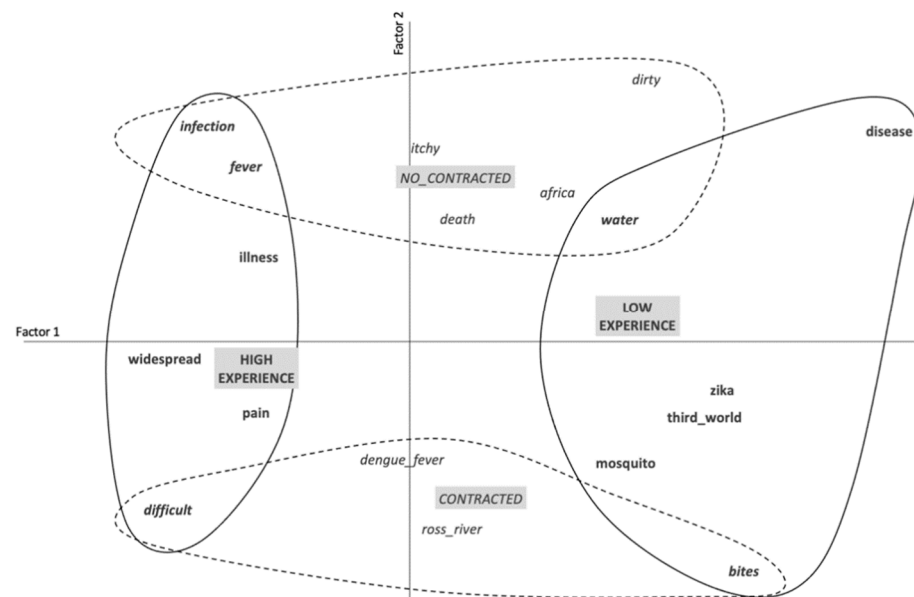 Factor 2
dirty
infection
disease
itchy
fever
NO_CONTRACTED
africa
death
water
illness
LOW
EXPERIENCE
Factor 1
widespread
HIGH
EXPERIENCE
zika
pain
third_world
dengue_fever
mosquito
CONTRACTED
difficult
ross_river
bites